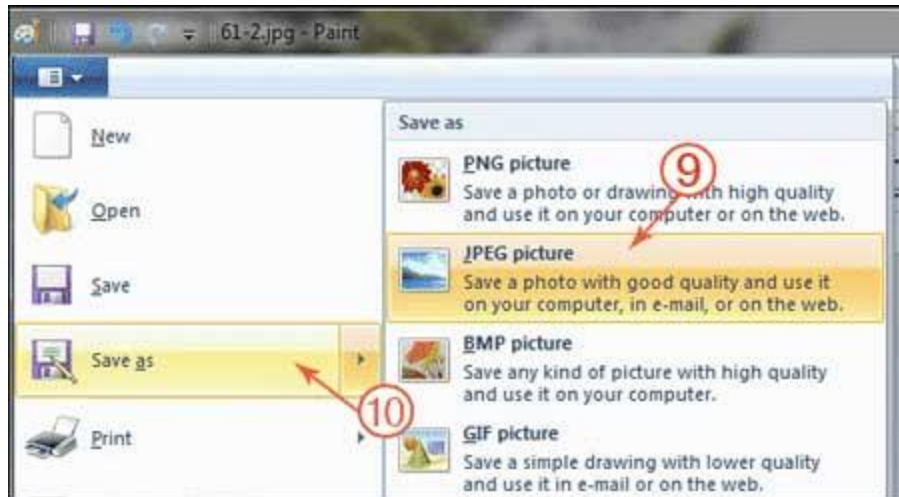 61-2.jpg - Paint
New
Open
Save
Save as
Print
Save as
PNG picture
Save a photo or drawing with high quality
and use it on your computer or on the web.
JPEG picture
Save a photo with good quality and use it
on your computer, in e-mail, or on the web.
BMP picture
Save any kind of picture with high quality
and use it on your computer.
GIF picture
Save a simple drawing with lower quality
and use it in e-mail or on the web.
9
10